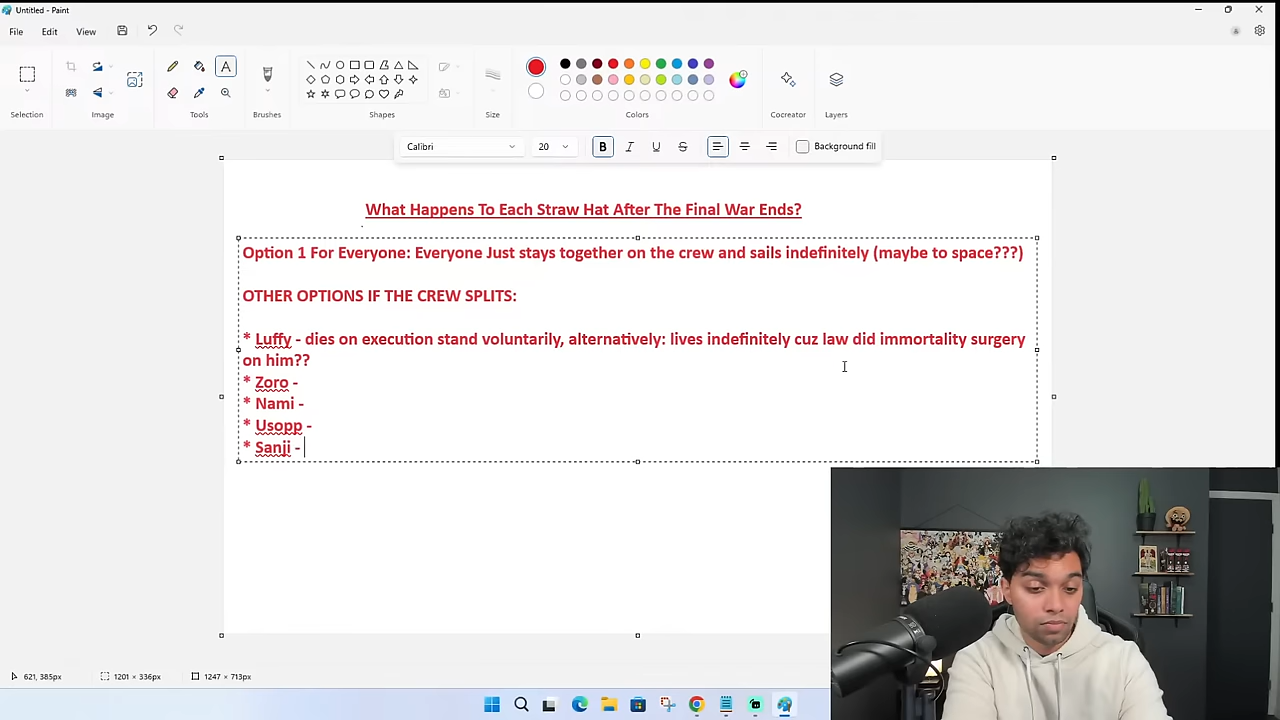 Untitled - Paint
File Edit View
Selection Image Tools Brushes Shapes Size Colors Cocreator Layers
Calibri 20 B I U S Background fill
What Happens To Each Straw Hat After The Final War Ends?
Option 1 For Everyone: Everyone Just stays together on the crew and sails indefinitely (maybe to space???)
OTHER OPTIONS IF THE CREW SPLITS:
* Luffy - dies on execution stand voluntarily, alternatively: lives indefinitely cuz law did immortality surgery
on him??
* Zoro -
* Nami -
* Usopp -
* Sanji -
621, 385px 1201 × 336px 1247 × 713px